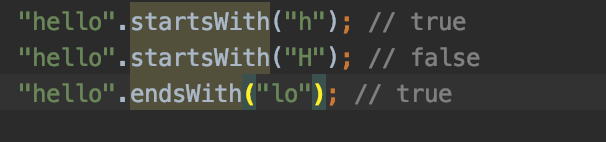 "hello".startsWith("h"); // true
"hello".startsWith("H"); // false
"hello".endsWith("lo"); // true